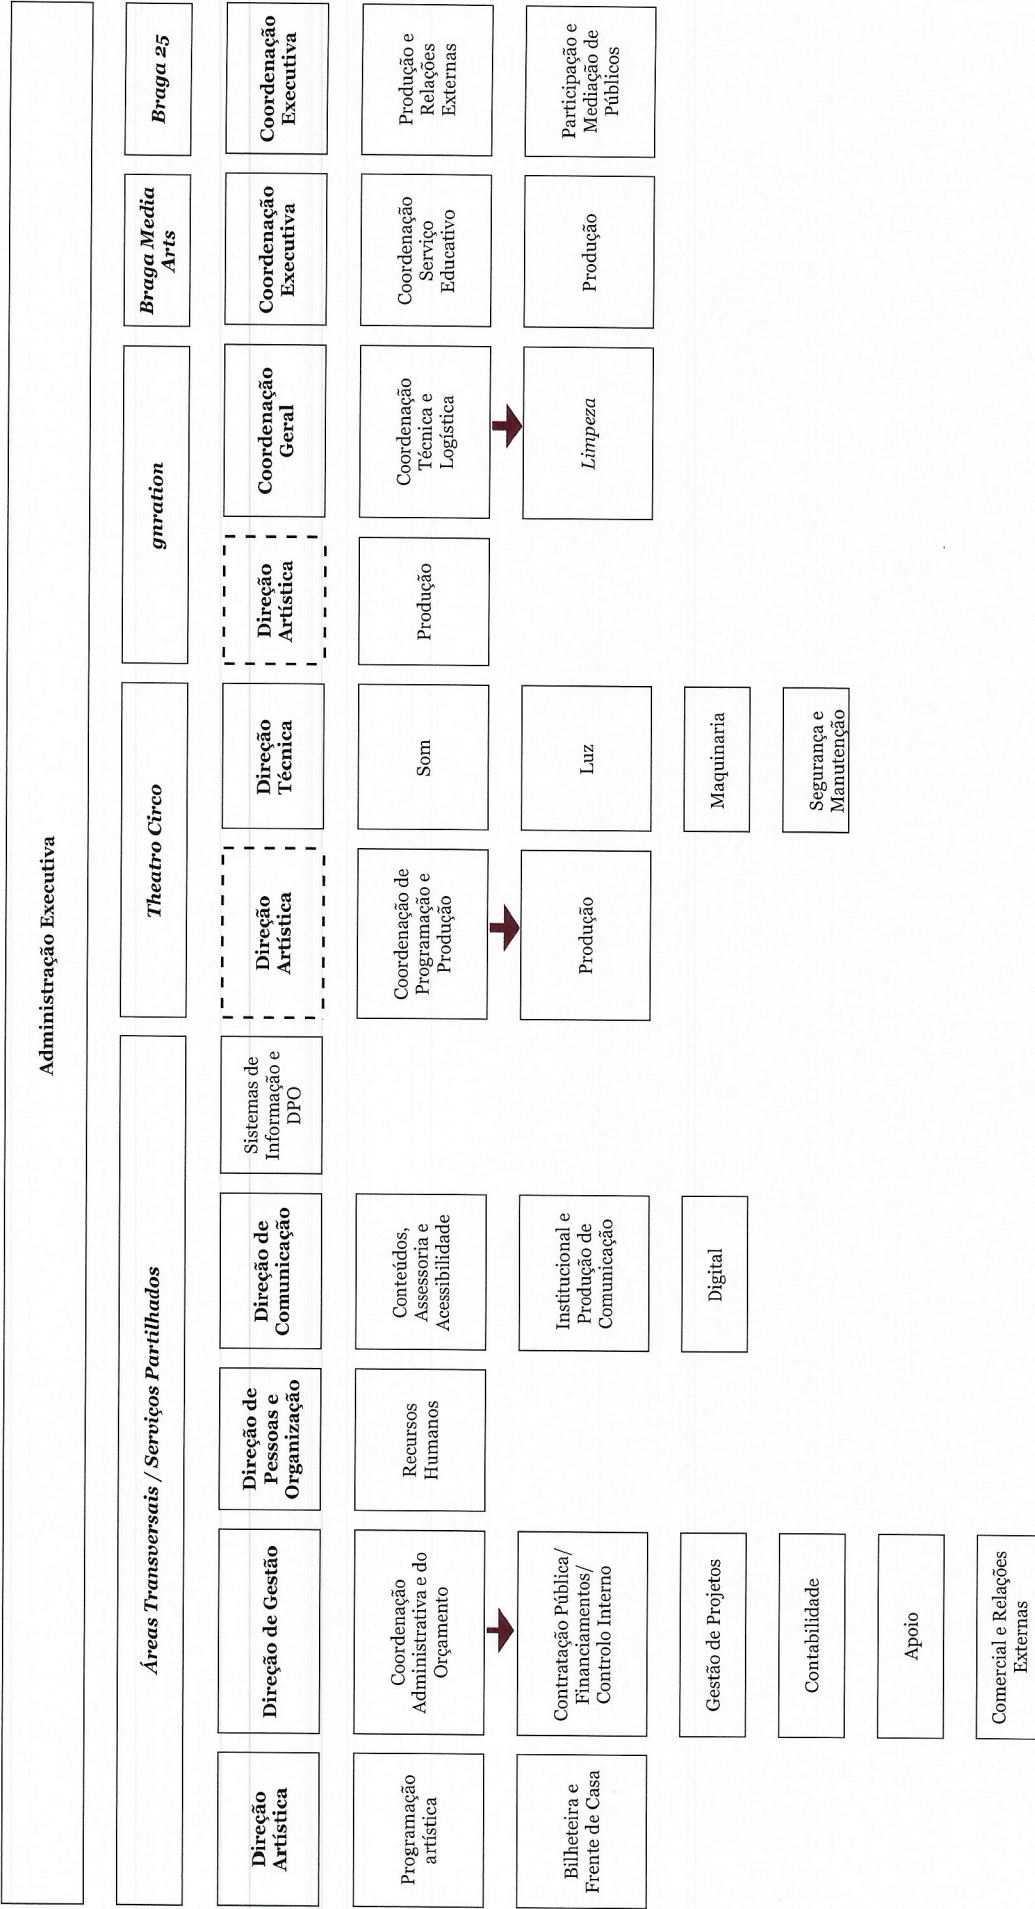 Administração Executiva
Áreas Transversais / Serviços Partilhados
Theatro Circo
gnration
Braga Media
Arts
Braga 25
Direção
Artística
Direção de Gestão
Direção de
Pessoas e
Organização
Direção de
Comunicação
Sistemas de
Informação e
DPO
Direção
Artística
Direção
Técnica
Direção
Artística
Coordenação
Geral
Coordenação
Executiva
Coordenação
Executiva
Programação
artística
Coordenação
Administrativa e do
Orçamento
Recursos
Humanos
Conteúdos,
Assessoria e
Acessibilidade
Coordenação de
Programação e
Produção
Som
Produção
Coordenação
Técnica e
Logística
Coordenação
Serviço
Educativo
Produção e
Relações
Externas
Bilheteira e
Frente de Casa
Contratação Pública/
Financiamentos/
Controlo Interno
Institucional e
Produção de
Comunicação
Produção
Luz
Limpeza
Produção
Participação e
Mediação de
Públicos
Gestão de Projetos
Digital
Maquinaria
Contabilidade
Segurança e
Manutenção
Apoio
Comercial e Relações
Externas